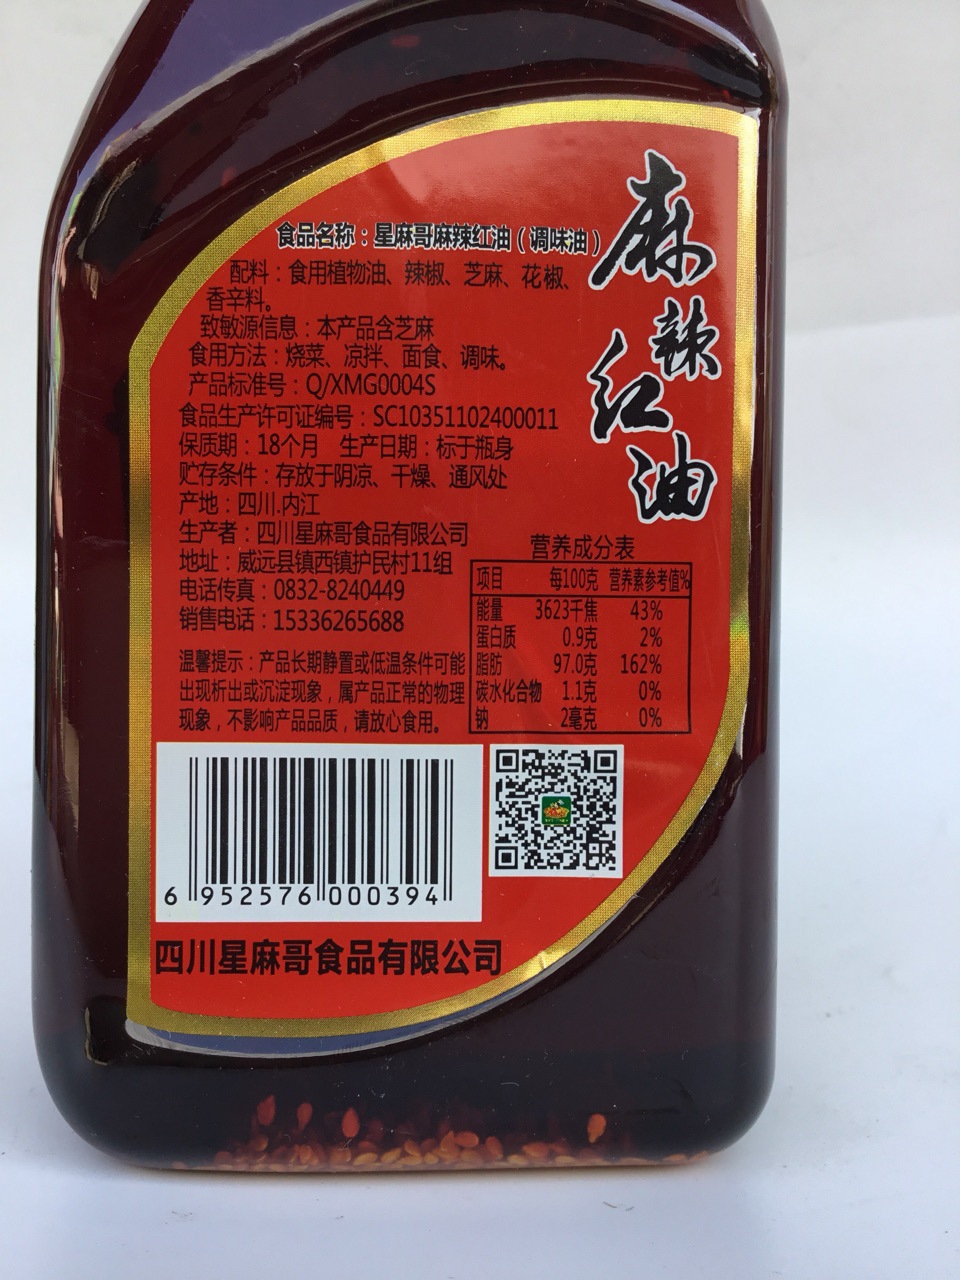 麻辣红油
食品名称：星麻哥麻辣红油（调味油）
配料：食用植物油、辣椒、芝麻、花椒、
香辛料。
致敏源信息：本产品含芝麻
食用方法：烧菜、凉拌、面食、调味。
产品标准号：Q/XMG0004S
食品生产许可证编号：SC10351102400011
保质期：18个月 生产日期：标于瓶身
贮存条件：存放于阴凉、干燥、通风处
产地：四川.内江
生产者：四川星麻哥食品有限公司
地址：威远县镇西镇护民村11组
电话传真：0832-8240449
销售电话：15336265688
温馨提示：产品长期静置或低温条件可能
出现析出或沉淀现象，属产品正常的物理
现象，不影响产品品质，请放心食用。
营养成分表
项目 每100克 营养素参考值%
能量 3623千焦 43%
蛋白质 0.9克 2%
脂肪 97.0克 162%
碳水化合物 1.1克 0%
钠 2毫克 0%
6 952576 000394
四川星麻哥食品有限公司